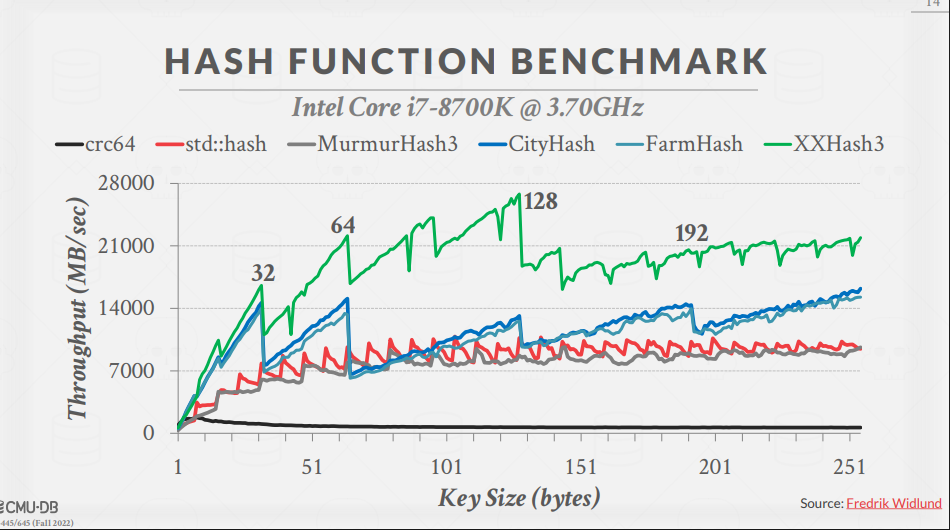 14
HASH FUNCTION BENCHMARK
Intel Core i7-8700K @ 3.70GHz
crc64 std::hash MurmurHash3 CityHash FarmHash XXHash3
28000
21000
14000
7000
0
Throughput (MB/sec)
32
64
128
192
1 51 101 151 201 251
Key Size (bytes)
CMU-DB
445/645 (Fall 2022)
Source: Fredrik Widlund